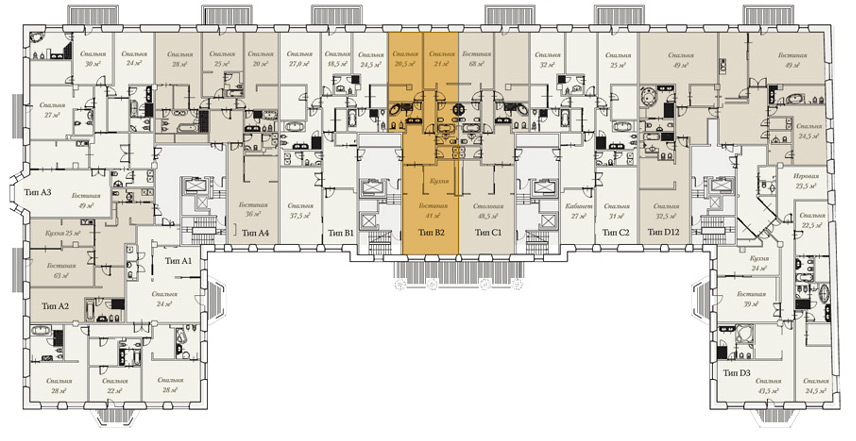 Спальня
30 м²
Спальня
24 м²
Спальня
28 м²
Спальня
25 м²
Спальня
20 м²
Спальня
27,0 м²
Спальня
18,5 м²
Спальня
24,5 м²
Спальня
20,5 м²
Спальня
21 м²
Гостиная
68 м²
Спальня
32 м²
Спальня
25 м²
Спальня
49 м²
Гостиная
49 м²
Спальня
27 м²
Спальня
24,5 м²
Тип А3
Гостиная
49 м²
Гостиная
36 м²
Тип А4
Спальня
37,5 м²
Тип В1
Кухня
Гостиная
41 м²
Тип В2
Столовая
48,5 м²
Тип С1
Кабинет
27 м²
Спальня
31 м²
Тип С2
Спальня
32,5 м²
Тип D12
Игровая
23,5 м²
Спальня
22,5 м²
Кухня 25 м²
Гостиная
63 м²
Тип А2
Тип А1
Спальня
24 м²
Кухня
24 м²
Гостиная
39 м²
Спальня
28 м²
Спальня
22 м²
Спальня
28 м²
Тип D3
Спальня
43,5 м²
Спальня
24,5 м²